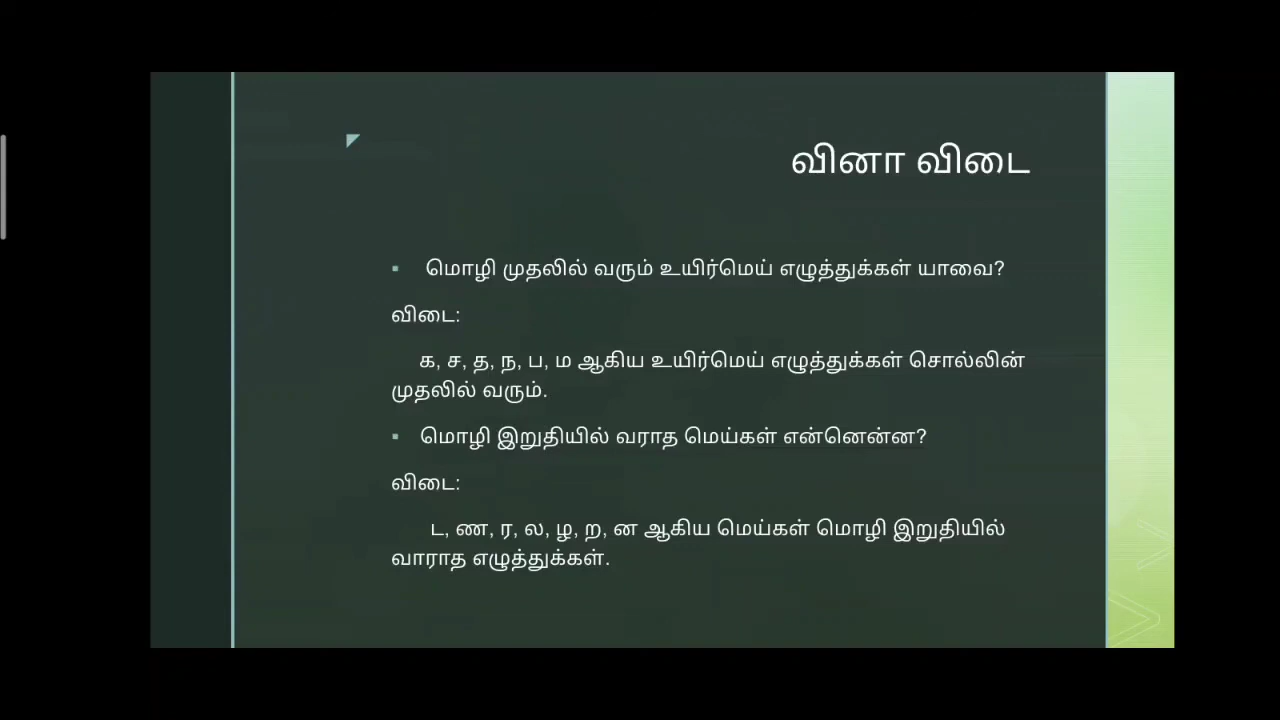 வினா விடை
▪ மொழி முதலில் வரும் உயிர்மெய் எழுத்துக்கள் யாவை?
விடை:
க, ச, த, ந, ப, ம ஆகிய உயிர்மெய் எழுத்துக்கள் சொல்லின்
முதலில் வரும்.
▪ மொழி இறுதியில் வராத மெய்கள் என்னென்ன?
விடை:
ட, ண, ர, ல, ழ, ற, ன ஆகிய மெய்கள் மொழி இறுதியில்
வாராத எழுத்துக்கள்.